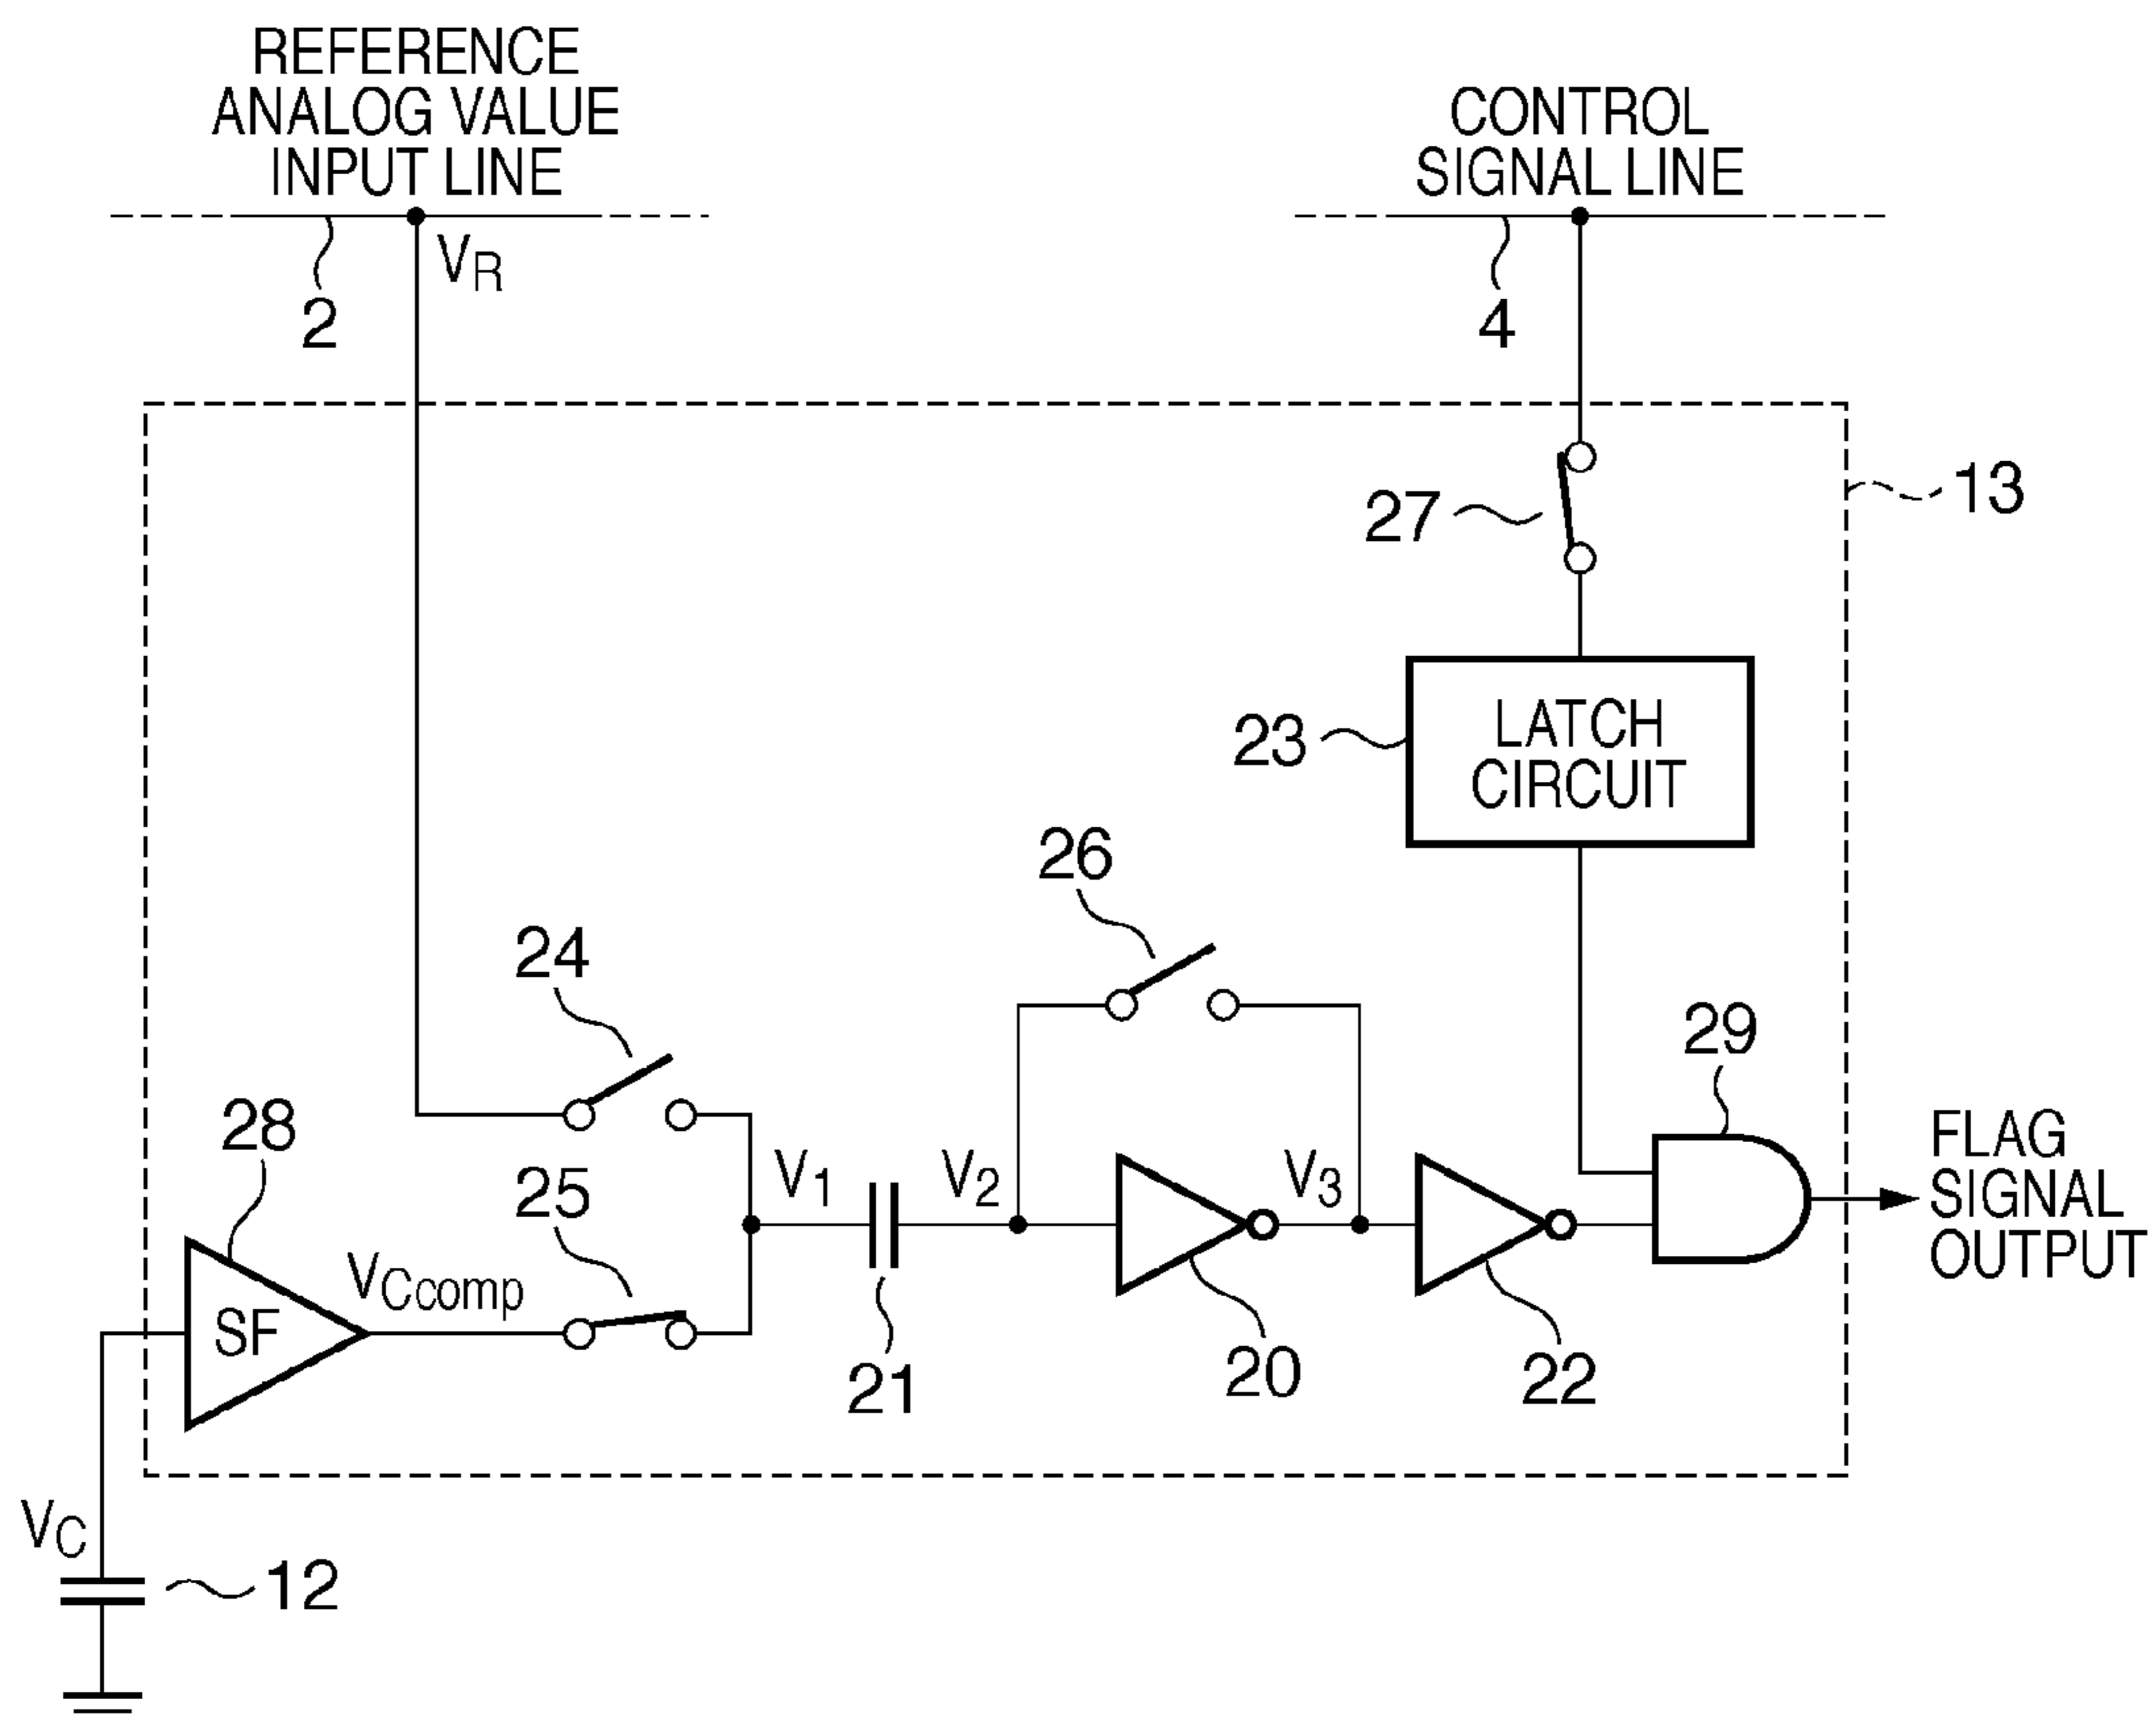 REFERENCE
ANALOG VALUE
INPUT LINE
CONTROL
SIGNAL LINE
VR
2
4
27
13
LATCH
CIRCUIT
23
26
24
29
28
25
V1
V2
V3
FLAG
SIGNAL
OUTPUT
VCcomp
SF
21
20
22
VC
12